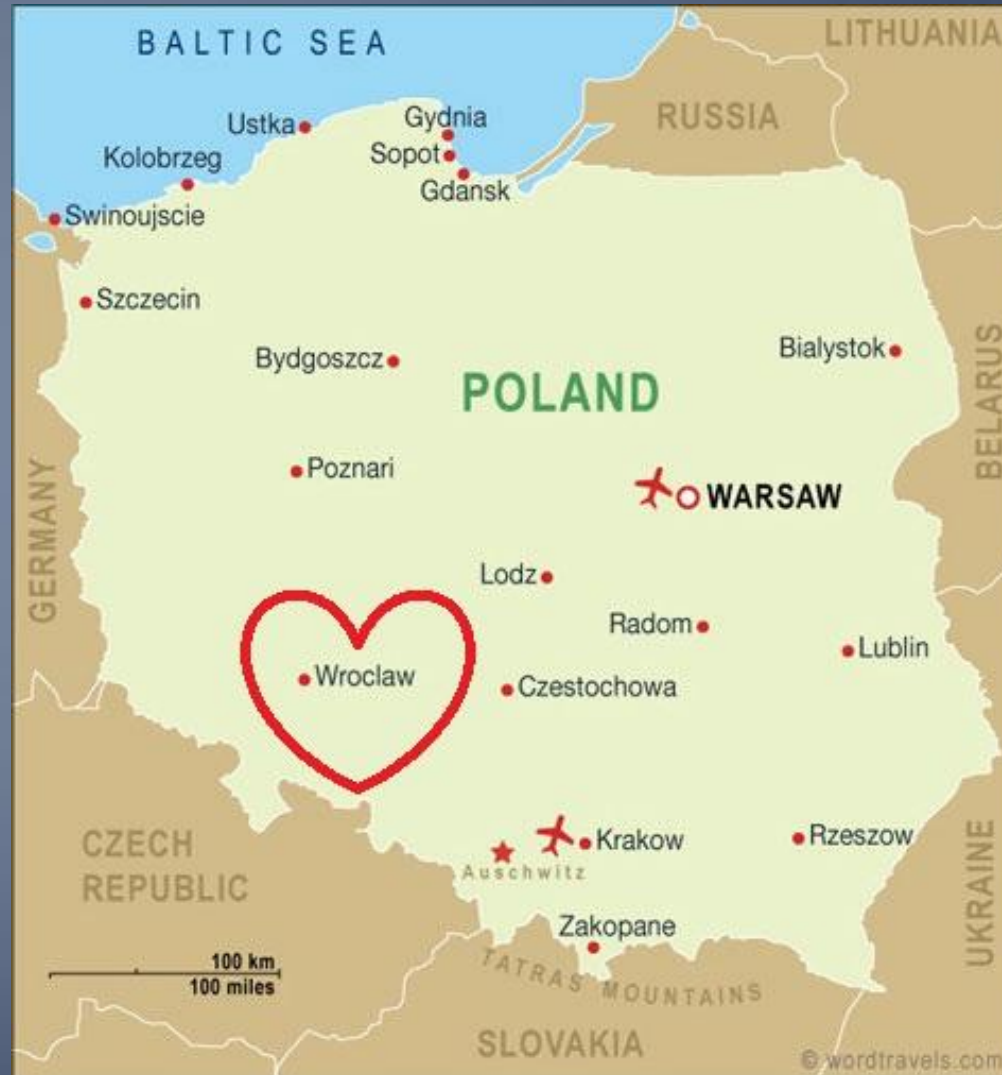 BALTIC SEA
LITHUANIA
RUSSIA
Ustka
Gydnia
Sopot
Gdansk
Kolobrzeg
Swinoujscie
Szczecin
Bydgoszcz
Bialystok
POLAND
BELARUS
Poznari
GERMANY
WARSAW
Lodz
Radom
Lublin
Wroclaw
Czestochowa
Krakow
Rzeszow
Auschwitz
CZECH
REPUBLIC
UKRAINE
Zakopane
TATRAS MOUNTAINS
100 km
100 miles
SLOVAKIA
© wordtravels.com